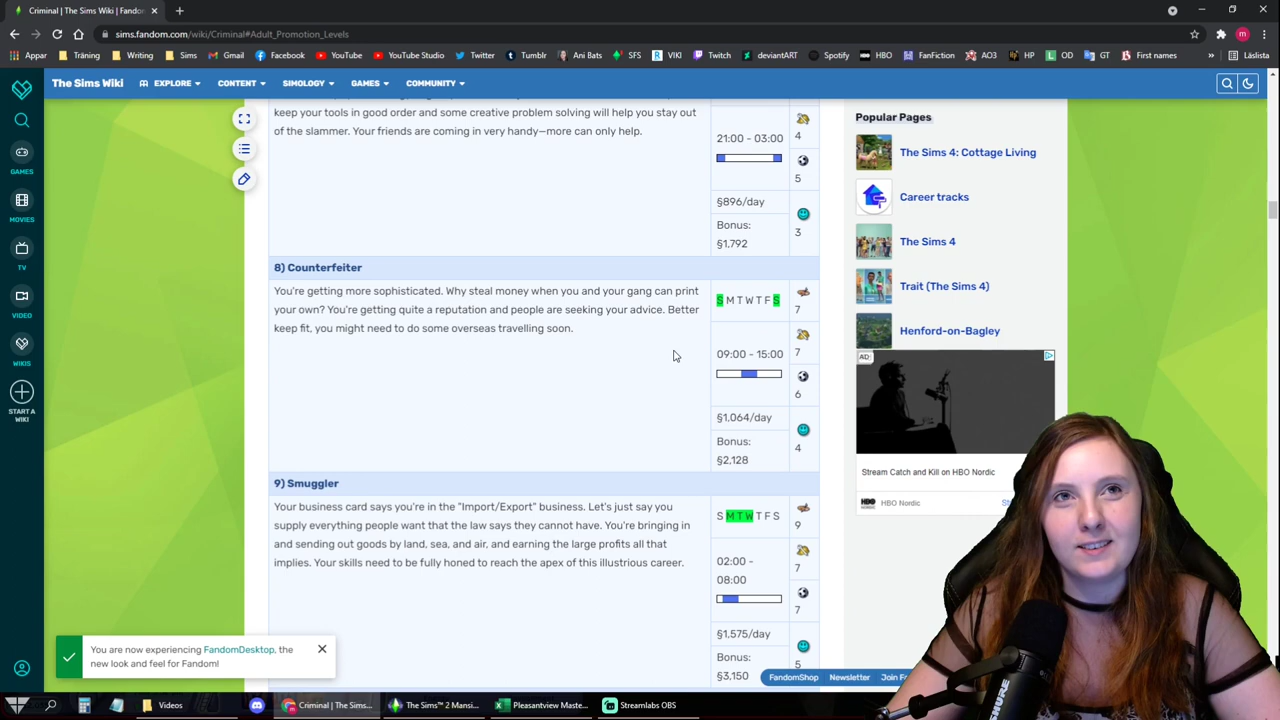 Criminal | The Sims Wiki | Fandom
sims.fandom.com/wiki/Criminal#Adult_Promotion_Levels
Appar Training Writing Sims Gmail Facebook YouTube YouTube Studio Twitter Tumblr Ani Bats SFS VIKI Twitch deviantART Spotify HBO FanFiction AO3 HP OD GT First names Läslista
The Sims Wiki EXPLORE CONTENT SIMOLOGY GAMES COMMUNITY
GAMES
MOVIES
TV
VIDEO
WIKIS
START A
WIKI
keep your tools in good order and some creative problem solving will help you stay out
of the slammer. Your friends are coming in very handy—more can only help.
21:00 - 03:00
4
5
§896/day
Bonus:
§1,792
3
8) Counterfeiter
You're getting more sophisticated. Why steal money when you and your gang can print
your own? You're getting quite a reputation and people are seeking your advice. Better
keep fit, you might need to do some overseas travelling soon.
S M T W T F S
7
09:00 - 15:00
7
6
§1,064/day
Bonus:
§2,128
4
9) Smuggler
Your business card says you're in the "Import/Export" business. Let's just say you
supply everything people want that the law says they cannot have. You're bringing in
and sending out goods by land, sea, and air, and earning the large profits all that
implies. Your skills need to be fully honed to reach the apex of this illustrious career.
S M T W T F S
9
02:00 -
08:00
7
7
§1,575/day
Bonus:
§3,150
5
Popular Pages
The Sims 4: Cottage Living
Career tracks
The Sims 4
Trait (The Sims 4)
Henford-on-Bagley
AD
Stream Catch and Kill on HBO Nordic
HBO
NORDIC
HBO Nordic
You are now experiencing FandomDesktop, the
new look and feel for Fandom!
FandomShop Newsletter Join
SHURE
Videos
Criminal | The Sims...
The Sims™ 2 Mansi...
Pleasantview Maste...
Streamlabs OBS